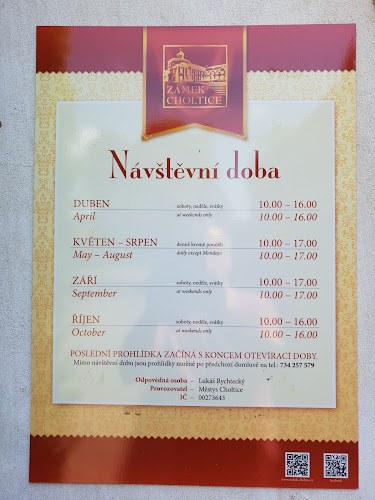 ZÁMEK
CHOLTICE
Návštěvní doba
DUBEN soboty, neděle, svátky 10.00 – 16.00
April at weekends only 10.00 – 16.00
KVĚTEN – SRPEN denně kromě pondělí 10.00 – 17.00
May – August daily except Mondays 10.00 – 17.00
ZÁŘÍ soboty, neděle, svátky 10.00 – 17.00
September at weekends only 10.00 – 17.00
ŘÍJEN soboty, neděle, svátky 10.00 – 16.00
October at weekends only 10.00 – 16.00
POSLEDNÍ PROHLÍDKA ZAČÍNÁ S KONCEM OTEVÍRACÍ DOBY.
Mimo návštěvní dobu jsou prohlídky možné po předchozí domluvě na tel.: 734 257 579
Odpovědná osoba – Lukáš Rychtecký
Provozovatel – Městys Choltice
IČ – 00273643